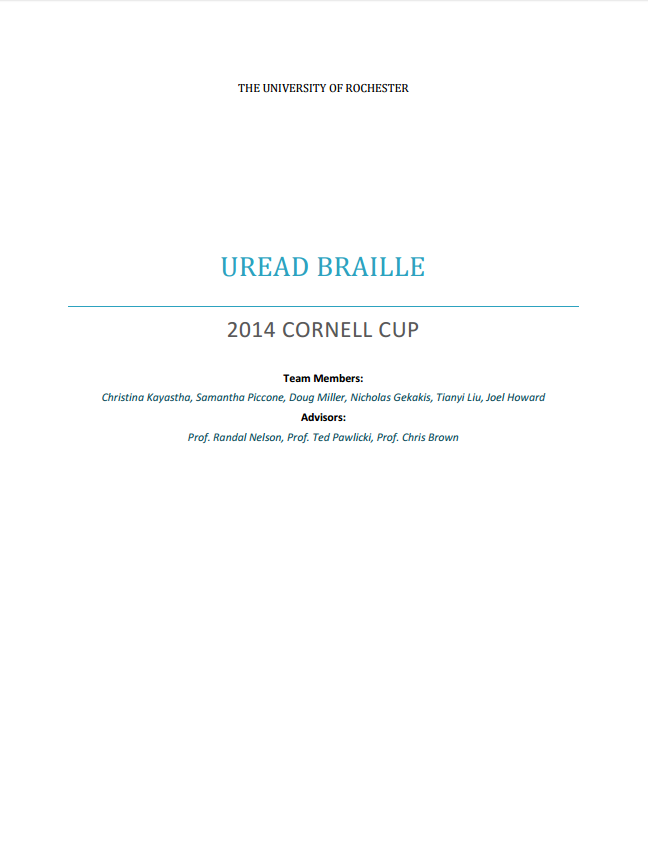 THE UNIVERSITY OF ROCHESTER
UREAD BRAILLE
2014 CORNELL CUP
Team Members:
Christina Kayastha, Samantha Piccone, Doug Miller, Nicholas Gekakis, Tianyi Liu, Joel Howard
Advisors:
Prof. Randal Nelson, Prof. Ted Pawlicki, Prof. Chris Brown